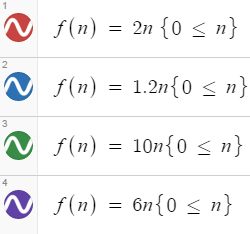 1
f(n) = 2n {0 ≤ n}
2
f(n) = 1.2n{0 ≤ n}
3
f(n) = 10n{0 ≤ n}
4
f(n) = 6n{0 ≤ n}